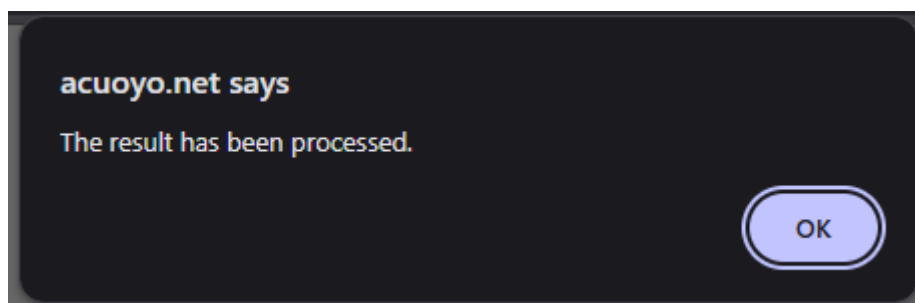 acuoyo.net says
The result has been processed.
OK